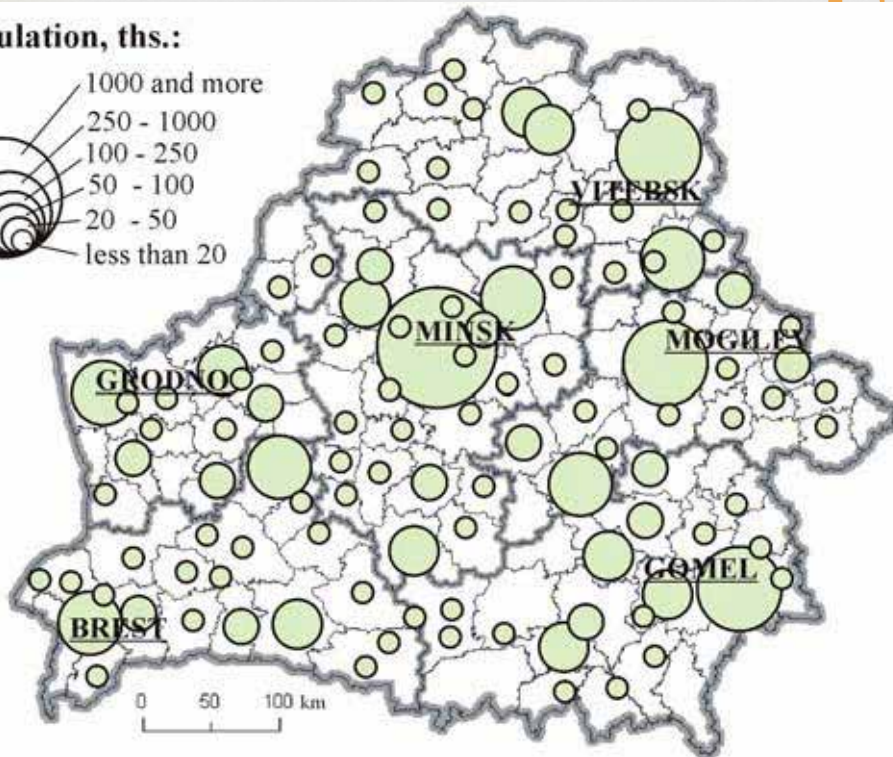 ulation, ths.:
1000 and more
250 - 1000
100 - 250
50 - 100
20 - 50
less than 20
VITEBSK
MINSK
MOGILEV
GRODNO
GOMEL
BREST
0 50 100 km